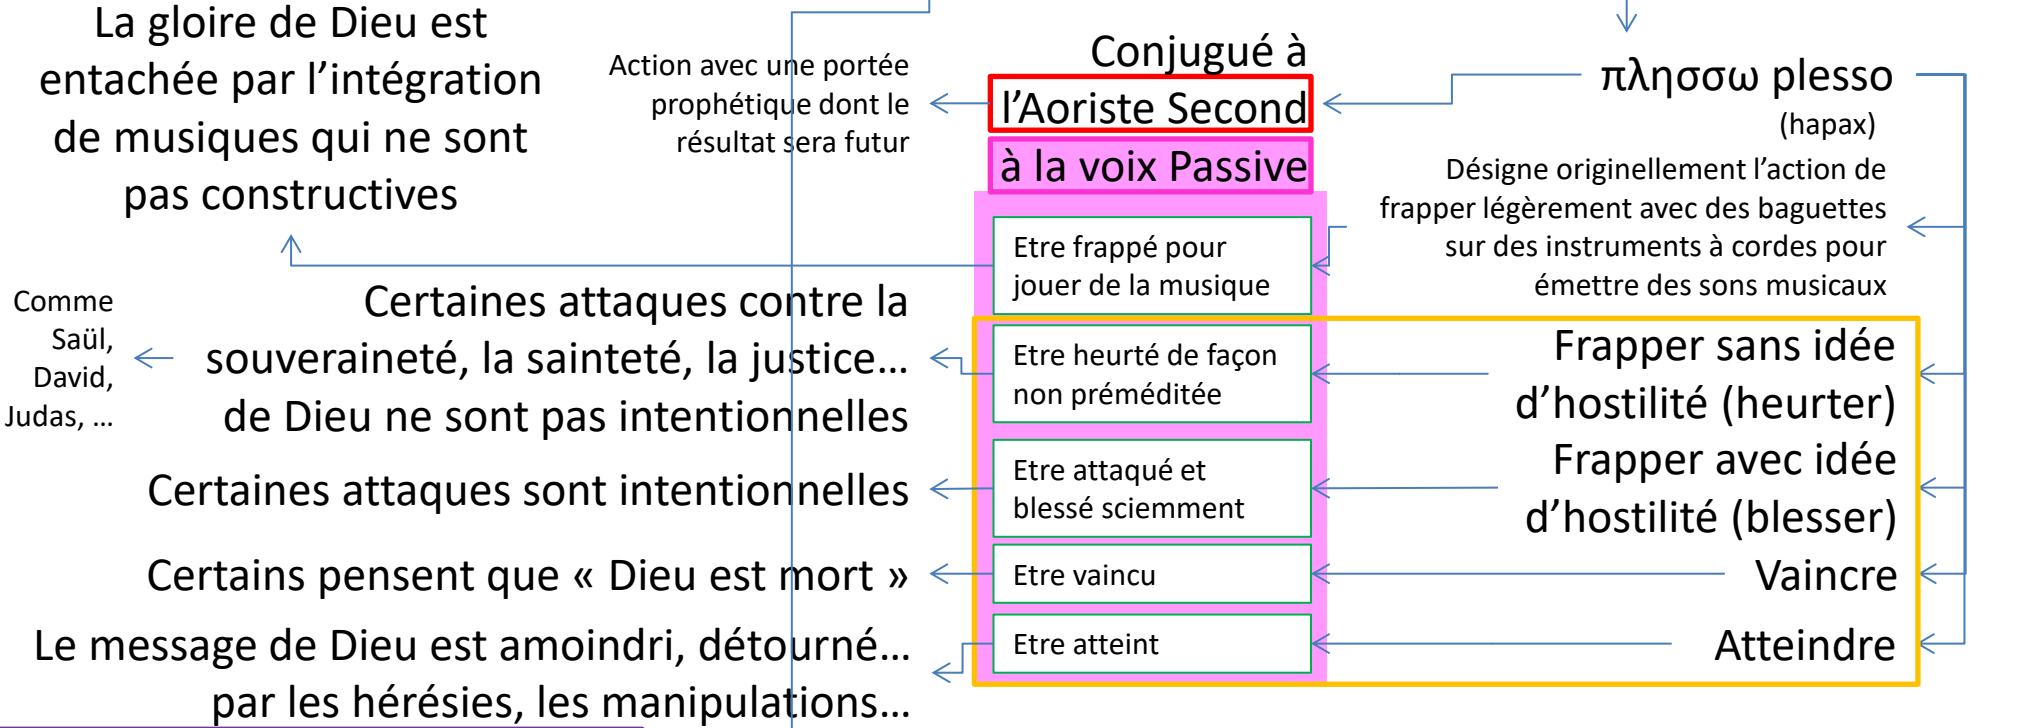 La gloire de Dieu est
entachée par l’intégration
de musiques qui ne sont
pas constructives
Action avec une portée
prophétique dont le
résultat sera futur
Conjugué à
l’Aoriste Second
à la voix Passive
πλησσω plesso
(hapax)
Désigne originellement l’action de
frapper légèrement avec des baguettes
sur des instruments à cordes pour
émettre des sons musicaux
Etre frappé pour
jouer de la musique
Comme
Saül,
David,
Judas, ...
Certaines attaques contre la
souveraineté, la sainteté, la justice...
de Dieu ne sont pas intentionnelles
Etre heurté de façon
non préméditée
Frapper sans idée
d’hostilité (heurter)
Certaines attaques sont intentionnelles
Etre attaqué et
blessé sciemment
Frapper avec idée
d’hostilité (blesser)
Certains pensent que « Dieu est mort »
Etre vaincu
Vaincre
Le message de Dieu est amoindri, détourné...
par les hérésies, les manipulations...
Etre atteint
Atteindre